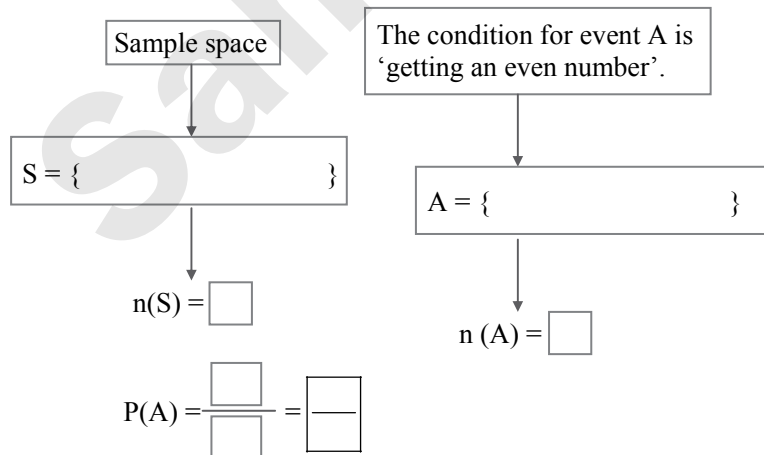 Sample space
The condition for event A is
‘getting an even number’.
S = { }
A = { }
n(S) =
n (A) =
P(A) = =